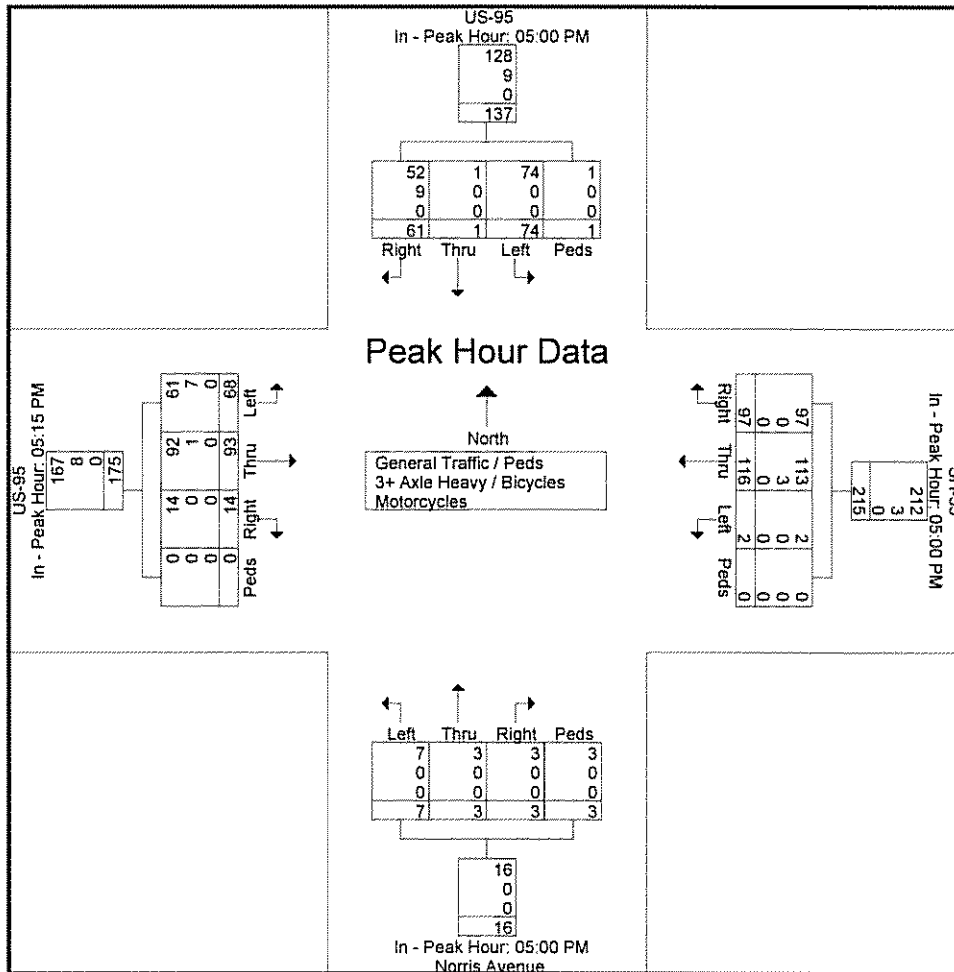 US-95
In - Peak Hour: 05:00 PM
128
9
0
137
52 1 74 1
9 0 0 0
0 0 0 0
61 1 74 1
Right Thru Left Peds
Peak Hour Data
North
General Traffic / Peds
3+ Axle Heavy / Bicycles
Motorcycles
US-95
In - Peak Hour: 05:15 PM
167
8
0
175
61 92 14 0
7 1 0 0
0 0 0 0
68 93 14 0
Left Thru Right Peds
In - Peak Hour: 05:00 PM
212
3
0
215
97 113 2 0
0 3 0 0
0 0 0 0
97 116 2 0
Right Thru Left Peds
Left Thru Right Peds
7 3 3 3
0 0 0 0
0 0 0 0
7 3 3 3
16
0
0
16
In - Peak Hour: 05:00 PM
Norris Avenue